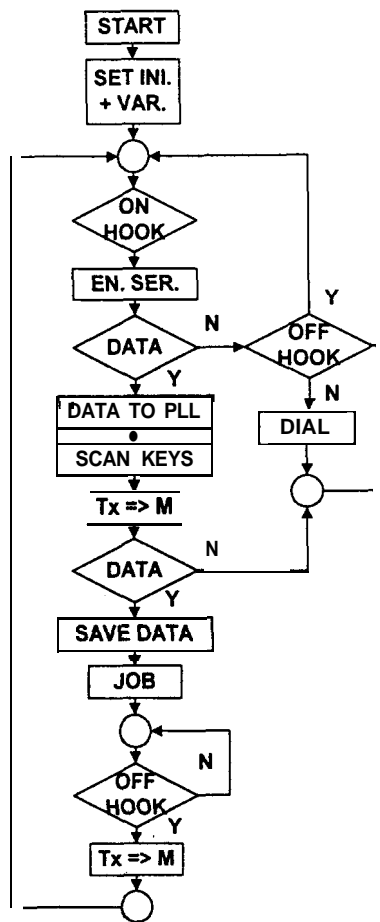 START
SET INI.
+ VAR.
ON
HOOK
EN. SER.
Y
N
DATA
OFF
HOOK
Y
N
DATA TO PLL
DIAL
SCAN KEYS
Tx => M
N
DATA
Y
SAVE DATA
JOB
N
OFF
HOOK
Y
Tx => M